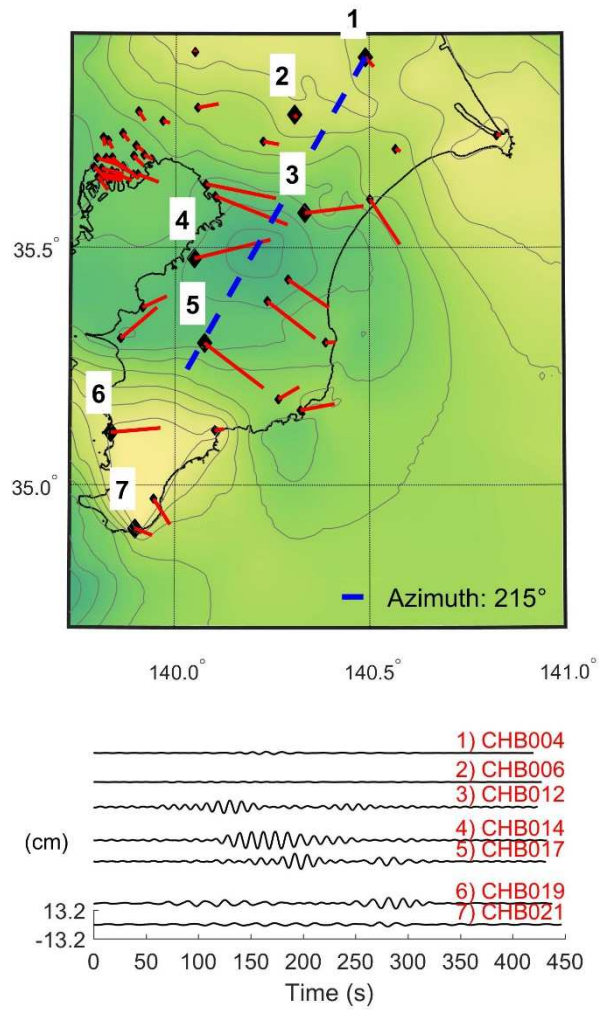 1
2
3
4
5
6
7
35.5°
35.0°
Azimuth: 215°
140.0°
140.5°
141.0°
1) CHB004
2) CHB006
3) CHB012
4) CHB014
5) CHB017
6) CHB019
7) CHB021
(cm)
13.2
-13.2
0 50 100 150 200 250 300 350 400 450
Time (s)